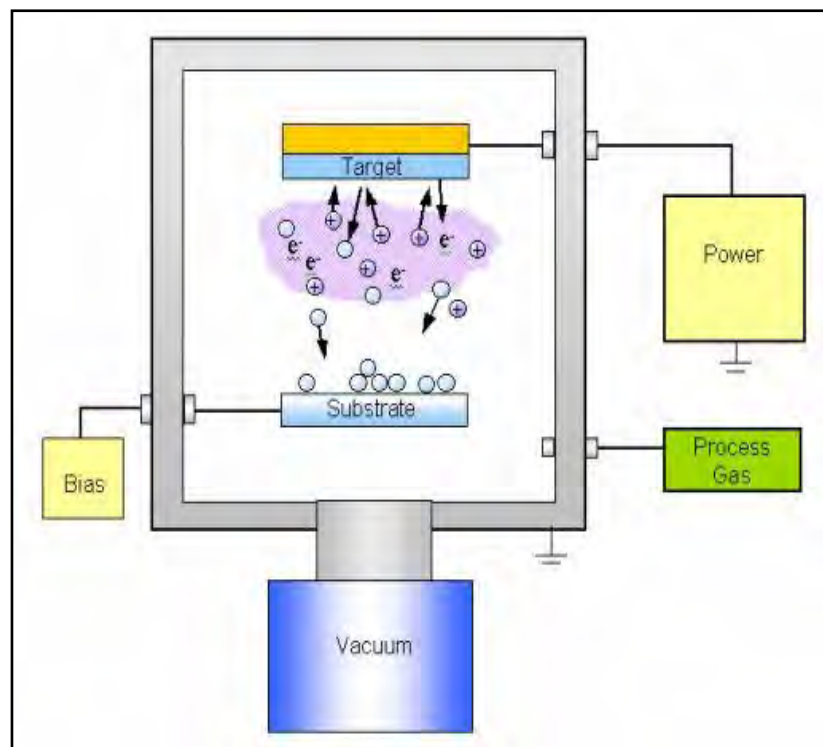 Target
e-
e-
e-
e-
+
+
+
+
+
+
+
Power
Substrate
Process
Gas
Bias
Vacuum